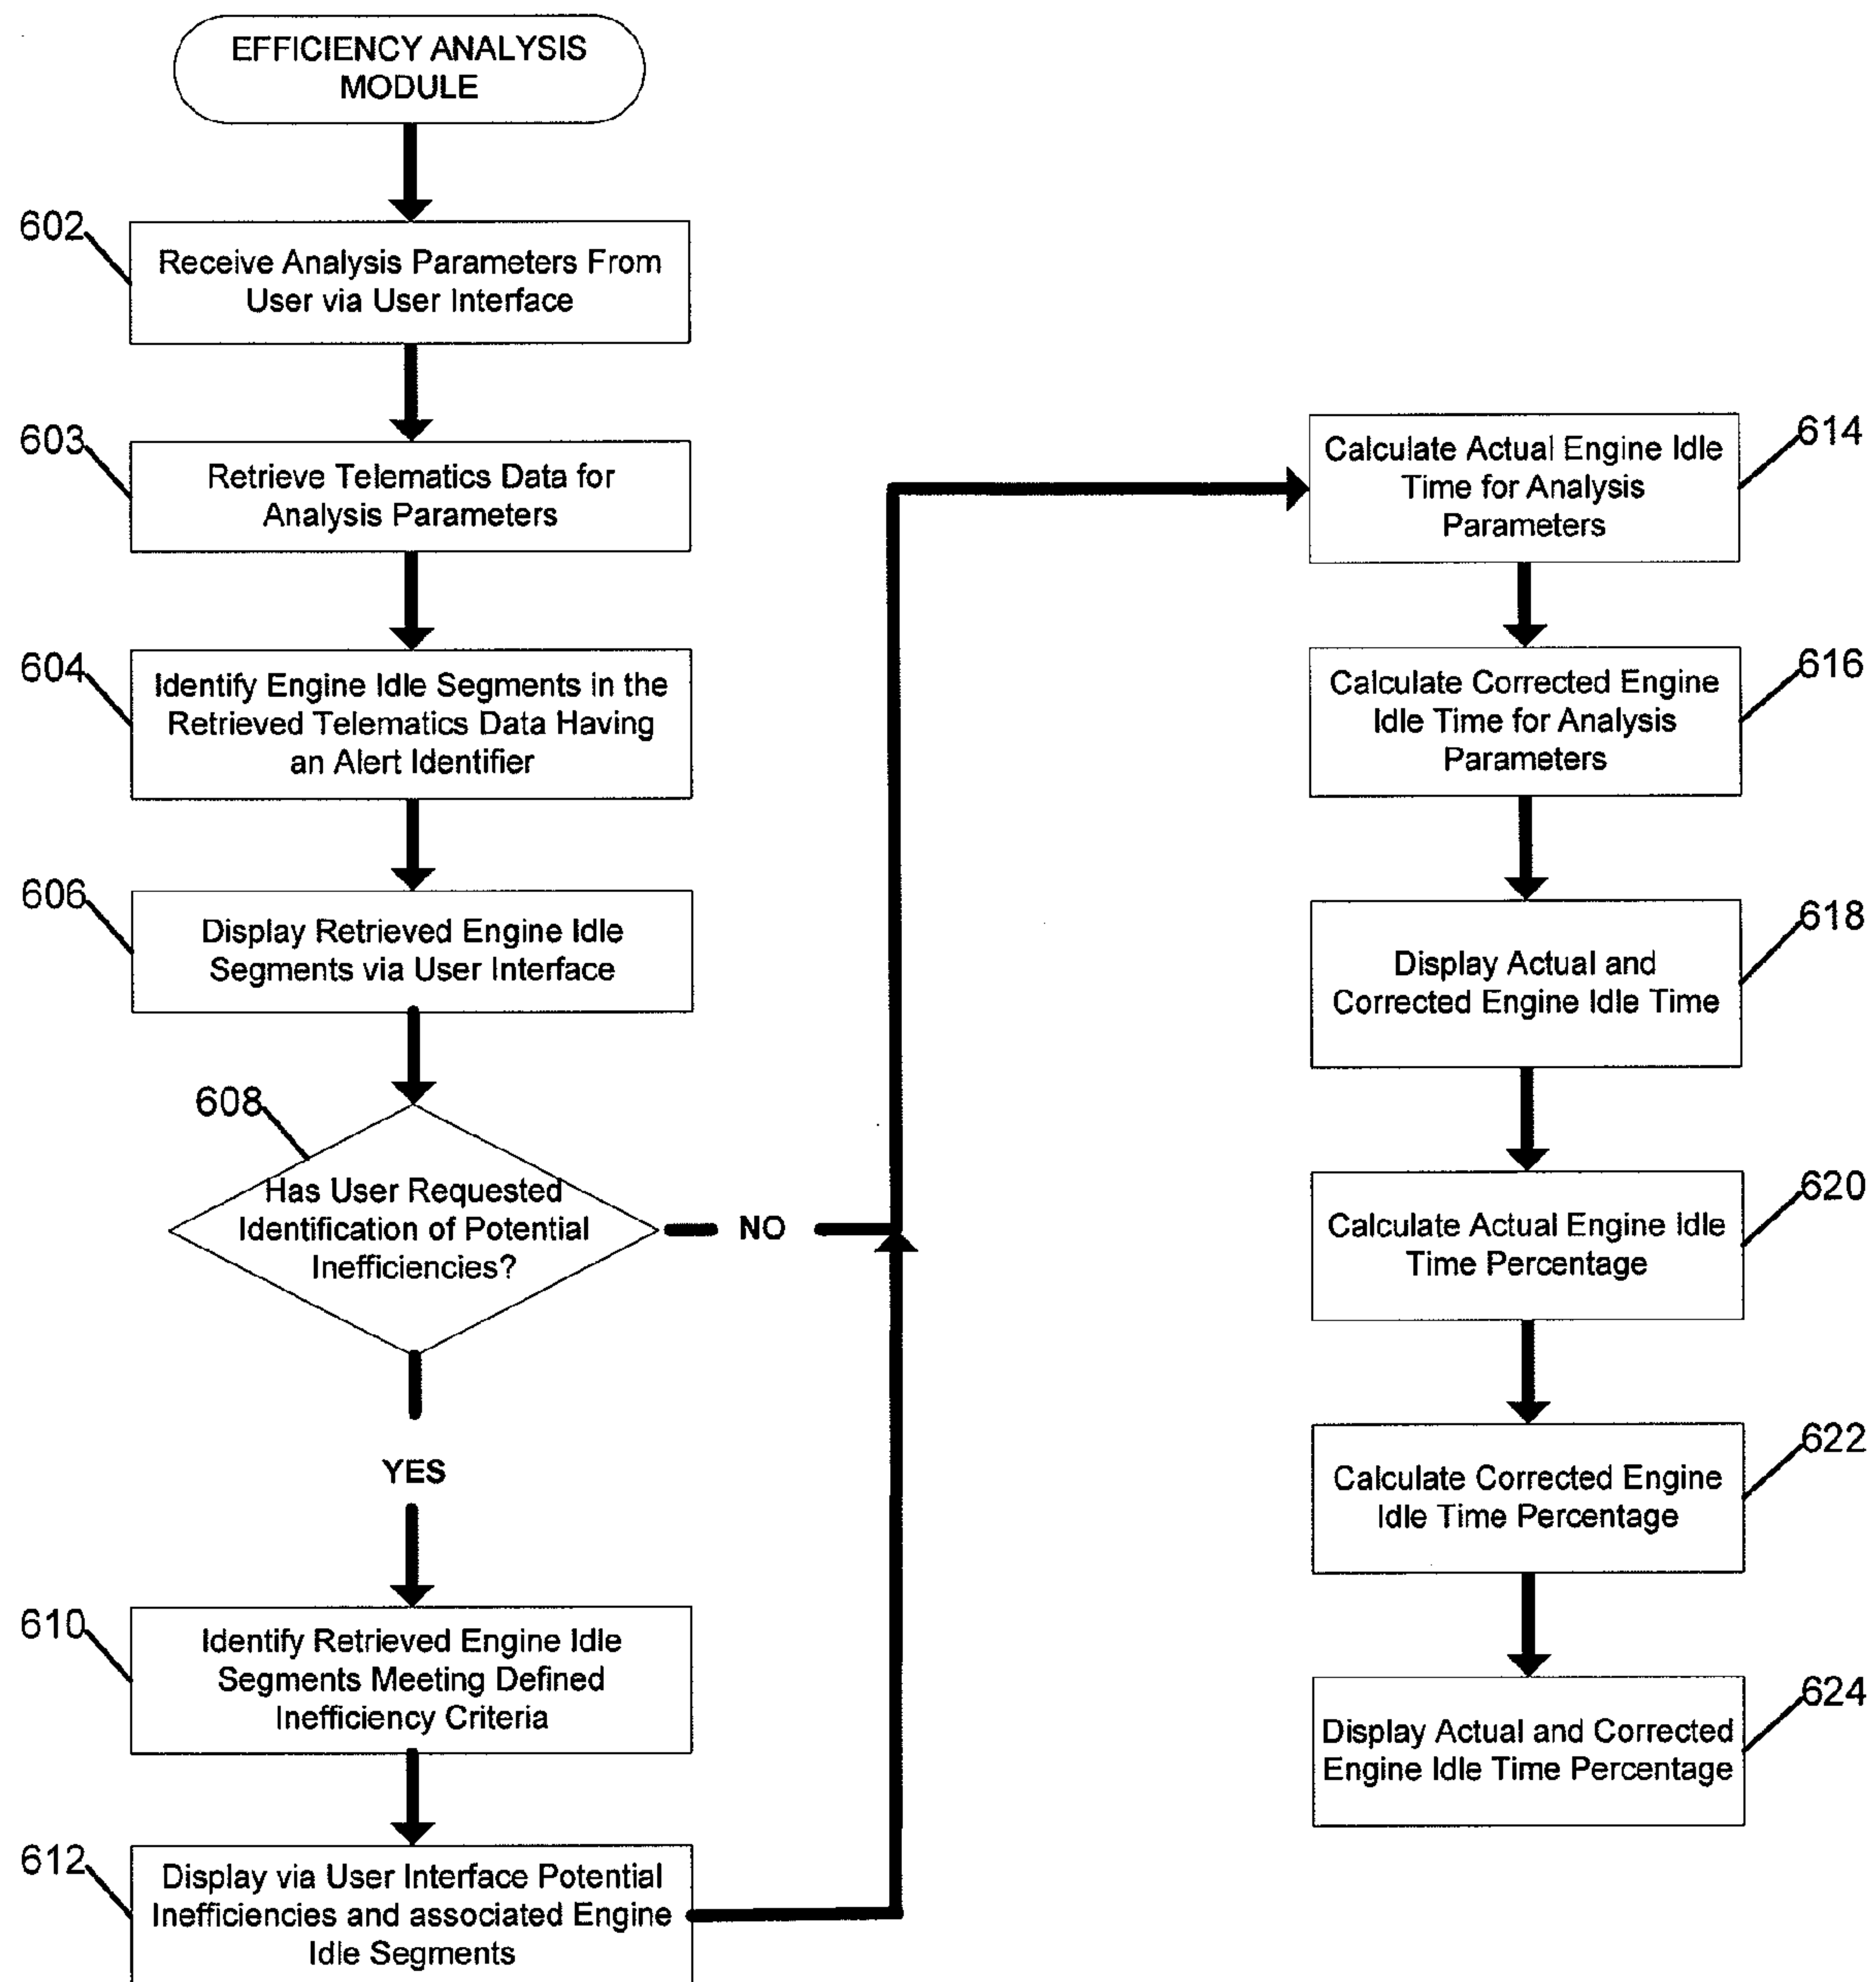 EFFICIENCY ANALYSIS
MODULE
602
Receive Analysis Parameters From
User via User Interface
603
Retrieve Telematics Data for
Analysis Parameters
604
Identify Engine Idle Segments in the
Retrieved Telematics Data Having
an Alert Identifier
606
Display Retrieved Engine Idle
Segments via User Interface
608
Has User Requested
Identification of Potential
Inefficiencies?
NO
YES
610
Identify Retrieved Engine Idle
Segments Meeting Defined
Inefficiency Criteria
612
Display via User Interface Potential
Inefficiencies and associated Engine
Idle Segments
614
Calculate Actual Engine Idle
Time for Analysis
Parameters
616
Calculate Corrected Engine
Idle Time for Analysis
Parameters
618
Display Actual and
Corrected Engine Idle Time
620
Calculate Actual Engine Idle
Time Percentage
622
Calculate Corrected Engine
Idle Time Percentage
624
Display Actual and Corrected
Engine Idle Time Percentage